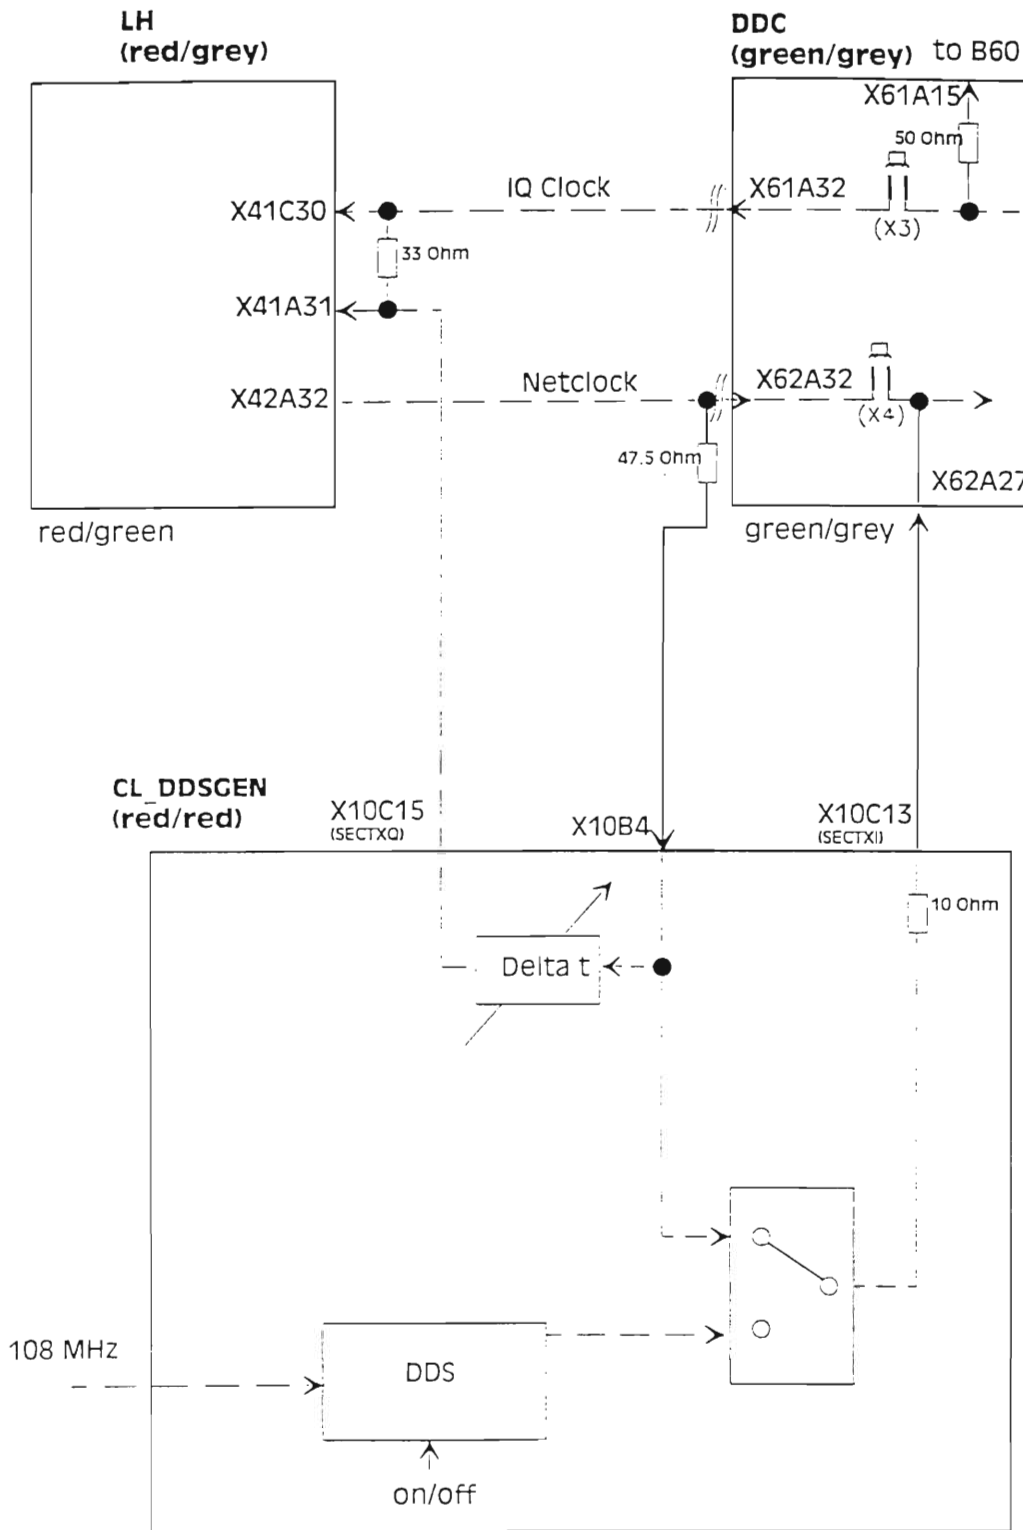 LH
(red/grey)
DDC
(green/grey) to B60
X61A15
50 Ohm
X41C30
IQ Clock
X61A32
(X3)
33 Ohm
X41A31
X42A32
Netclock
X62A32
(X4)
47.5 Ohm
X62A27
red/green
green/grey
CL_DDSGEN
(red/red)
X10C15
(SECTXQ)
X10B4
X10C13
(SECTXI)
10 Ohm
Delta t
108 MHz
DDS
on/off